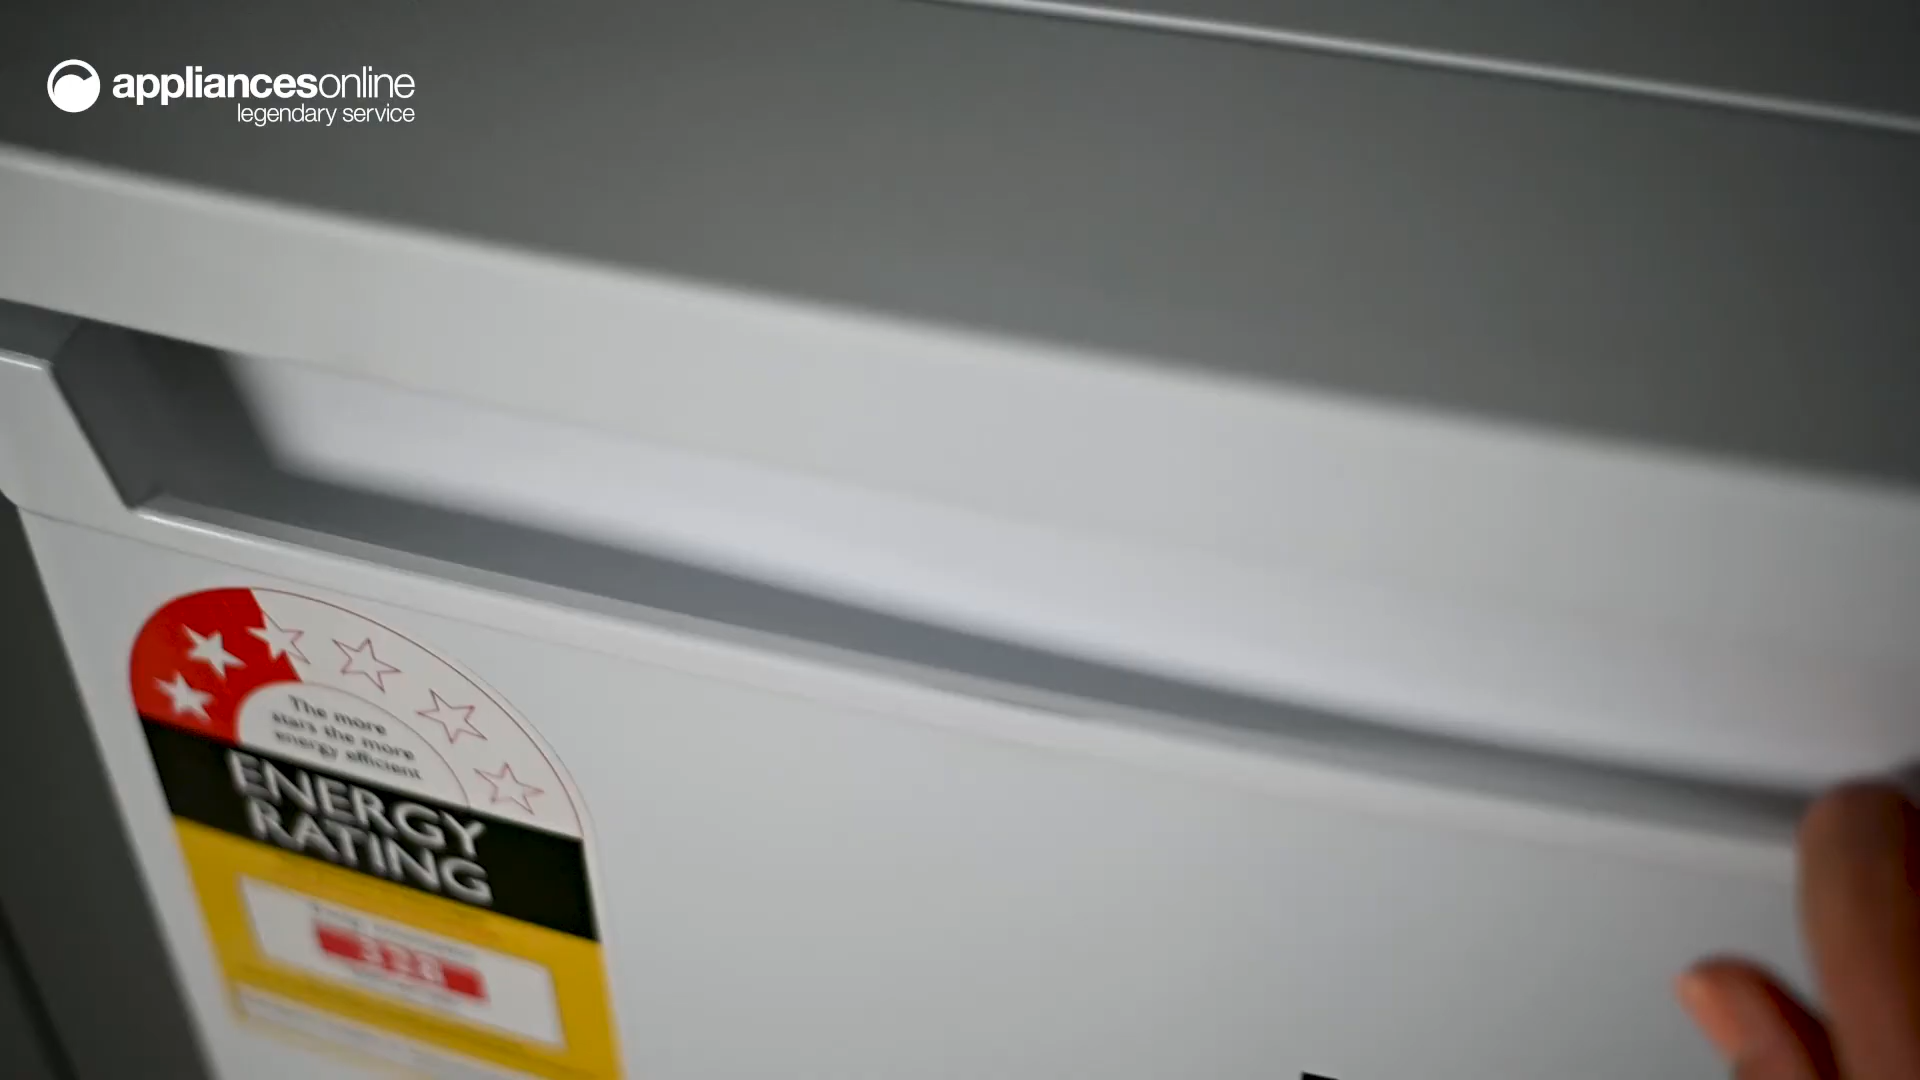 appliancesonline
legendary service
The more
stars the more
energy efficient
ENERGY
RATING